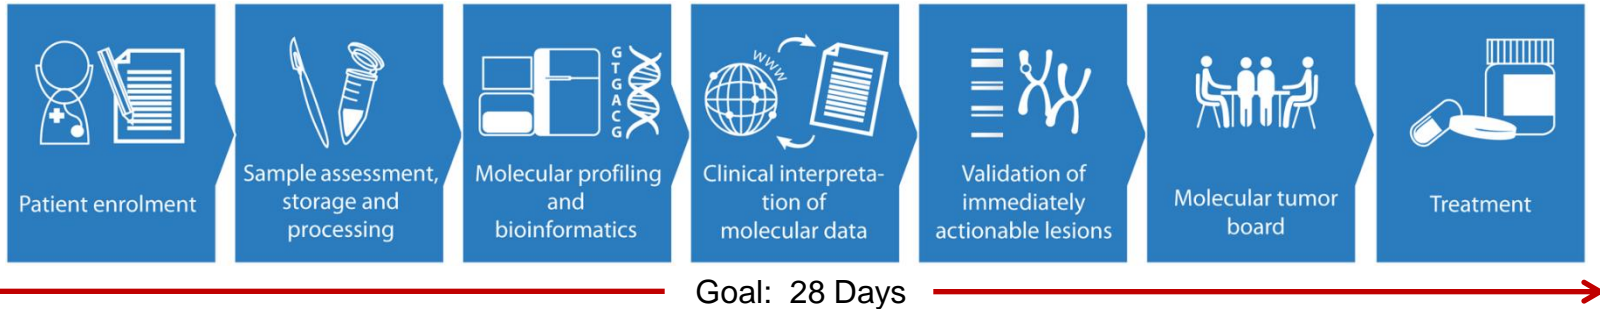 Patient enrolment
Sample assessment,
storage and
processing
G
T
G
A
C
G
Molecular profiling
and
bioinformatics
www
Clinical interpreta-
tion of
molecular data
Validation of
immediately
actionable lesions
Molecular tumor
board
Treatment
Goal: 28 Days